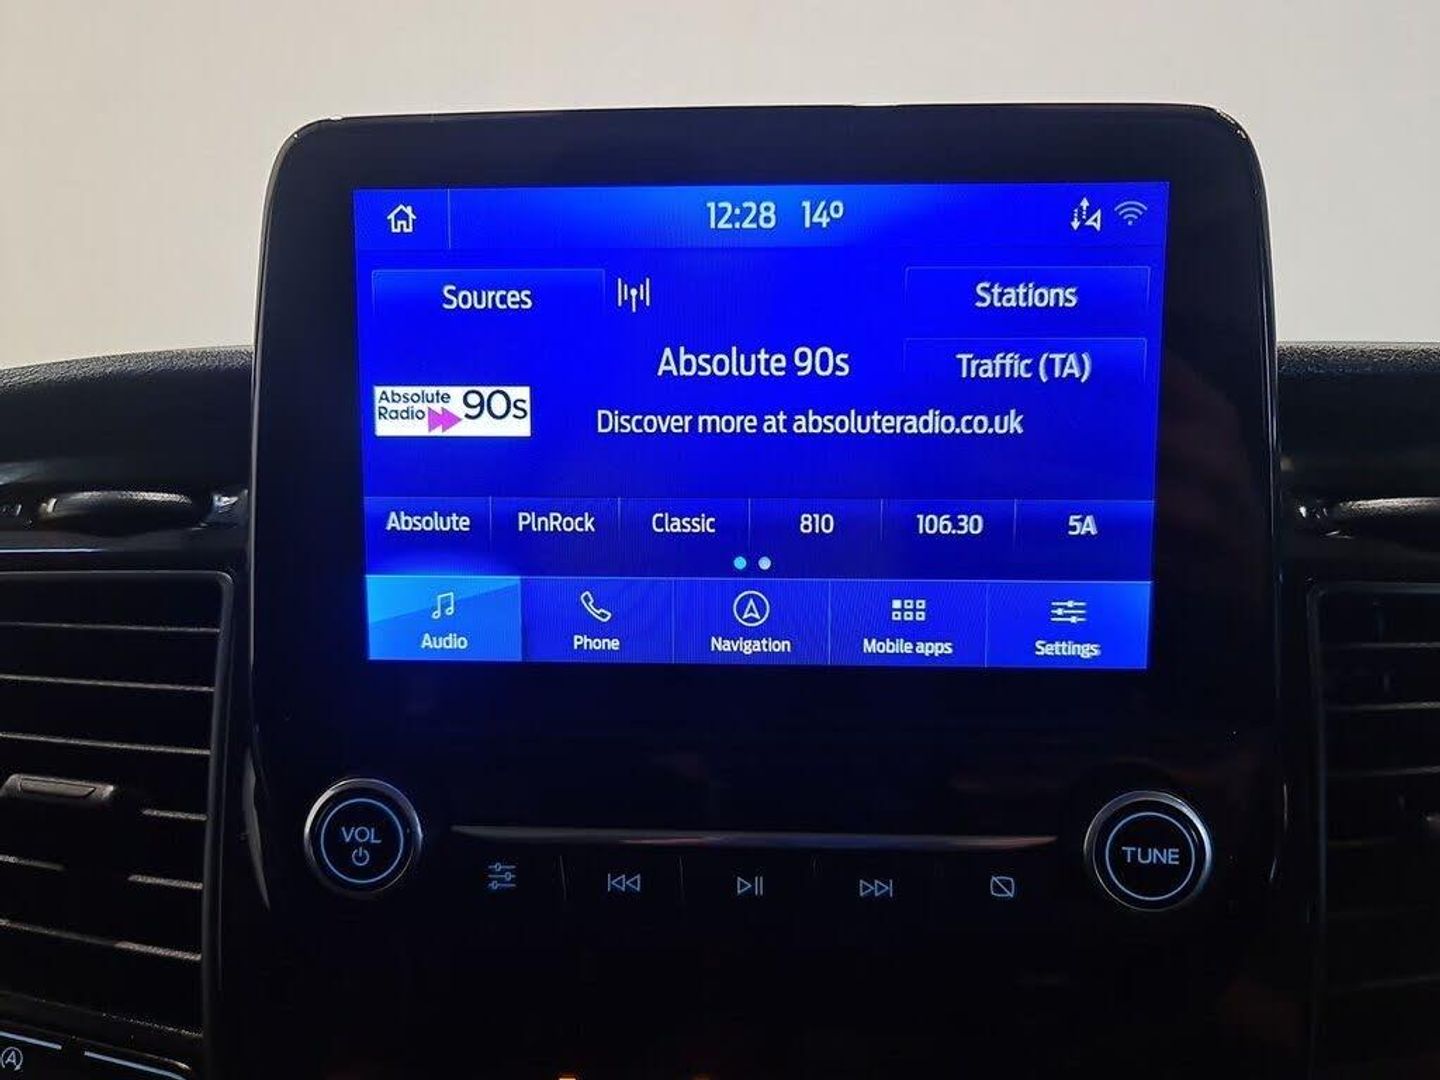 12:28 14º
Sources
Stations
Absolute 90s
Traffic (TA)
Absolute
Radio 90s
Discover more at absoluteradio.co.uk
Absolute PlnRock Classic 810 106.30 5A
Audio Phone Navigation Mobile apps Settings
VOL
TUNE
A